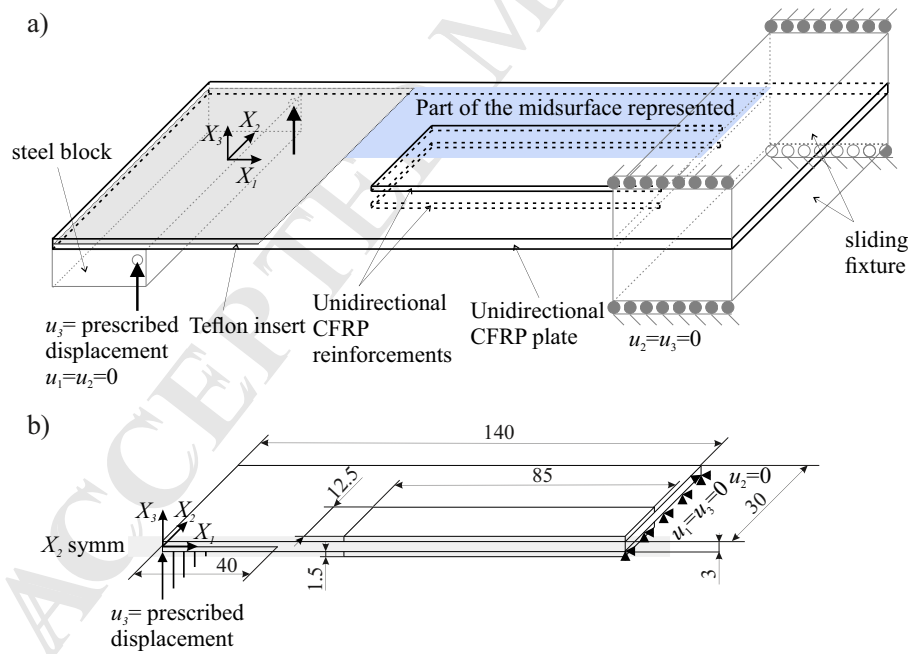 a)
Part of the midsurface represented
X₃
X₂
X₁
steel block
sliding
fixture
Teflon insert
Unidirectional
CFRP
reinforcements
Unidirectional
CFRP plate
u₃= prescribed
displacement
u₁=u₂=0
u₂=u₃=0
b)
140
12.5
85
u₂=0
u₁=u₃=0
30
X₃
X₂
X₁
X₂ symm
40
1.5
3
u₃= prescribed
displacement